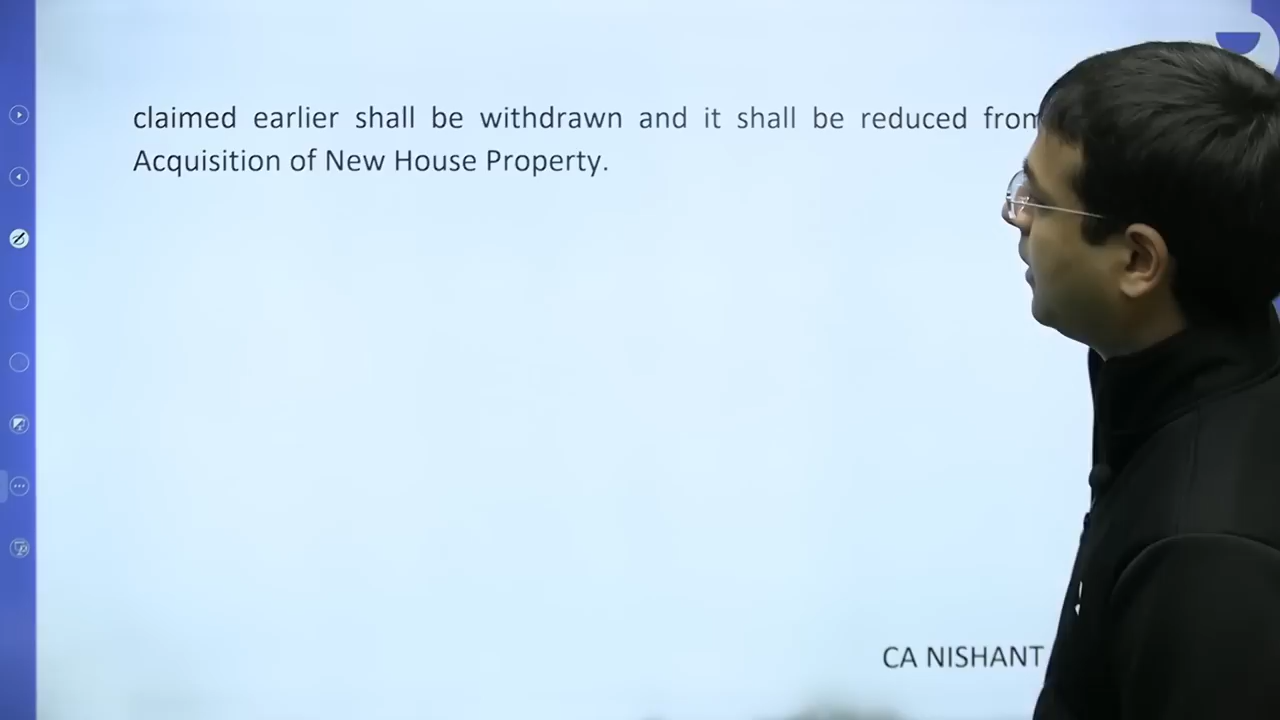 claimed earlier shall be withdrawn and it shall be reduced from
Acquisition of New House Property.
CA NISHANT